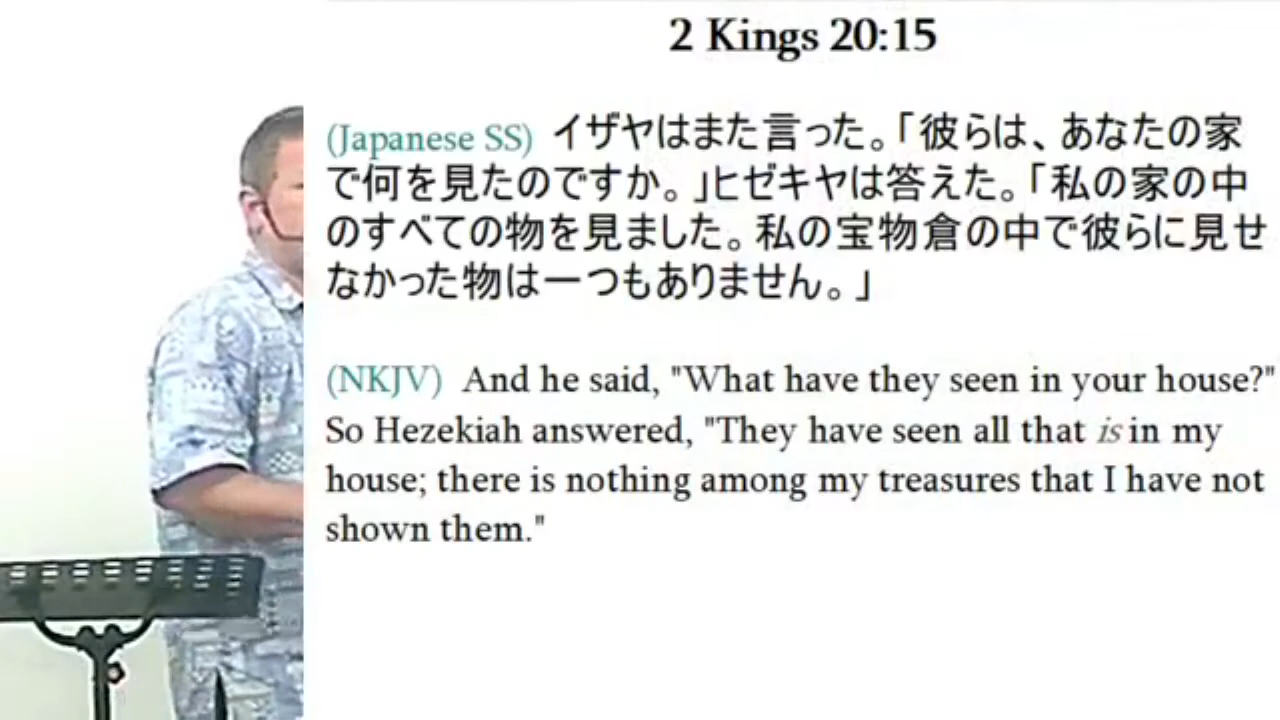 2 Kings 20:15
(Japanese SS) イザヤはまた言った。「彼らは、あなたの家
で何を見たのですか。」ヒゼキヤは答えた。「私の家の中
のすべての物を見ました。私の宝物倉の中で彼らに見せ
なかった物は一つもありません。」
(NKJV) And he said, "What have they seen in your house?"
So Hezekiah answered, "They have seen all that is in my
house; there is nothing among my treasures that I have not
shown them."